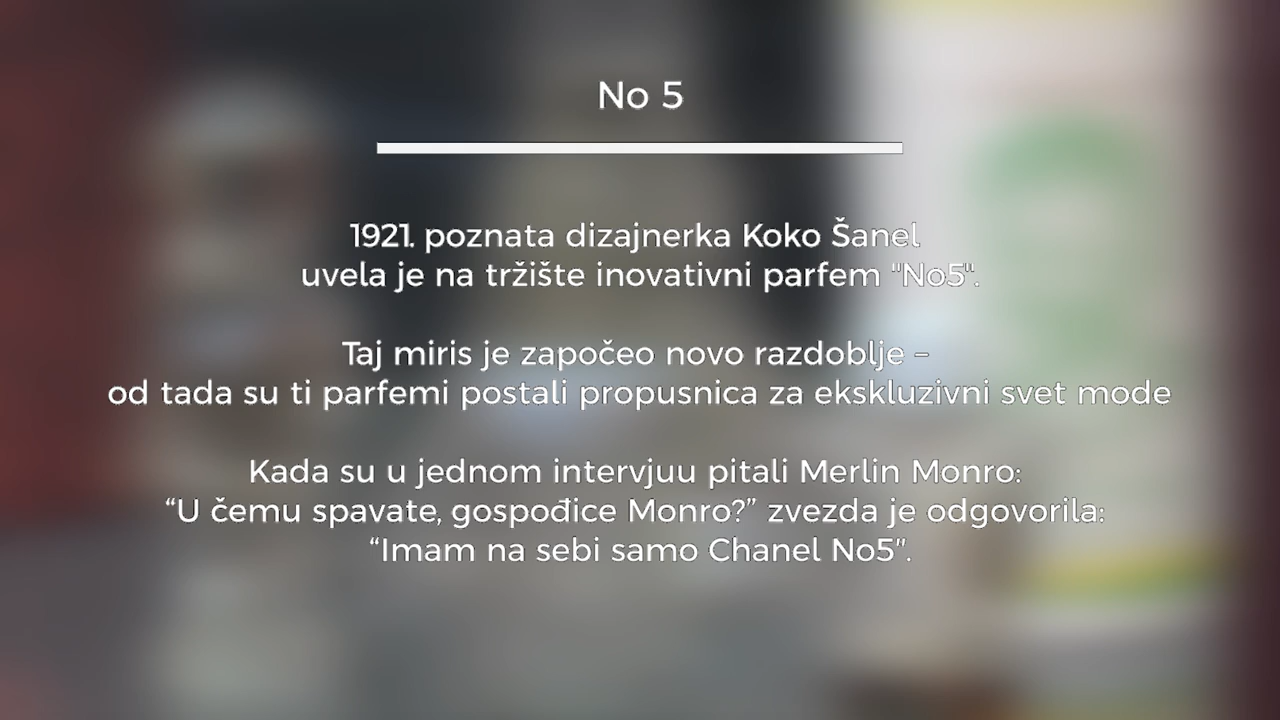 No 5
1921. poznata dizajnerka Koko Šanel
uvela je na tržište inovativni parfem "No5".
Taj miris je započeo novo razdoblje –
od tada su ti parfemi postali propusnica za ekskluzivni svet mode
Kada su u jednom intervjuu pitali Merlin Monro:
“U čemu spavate, gospođice Monro?” zvezda je odgovorila:
“Imam na sebi samo Chanel No5”.